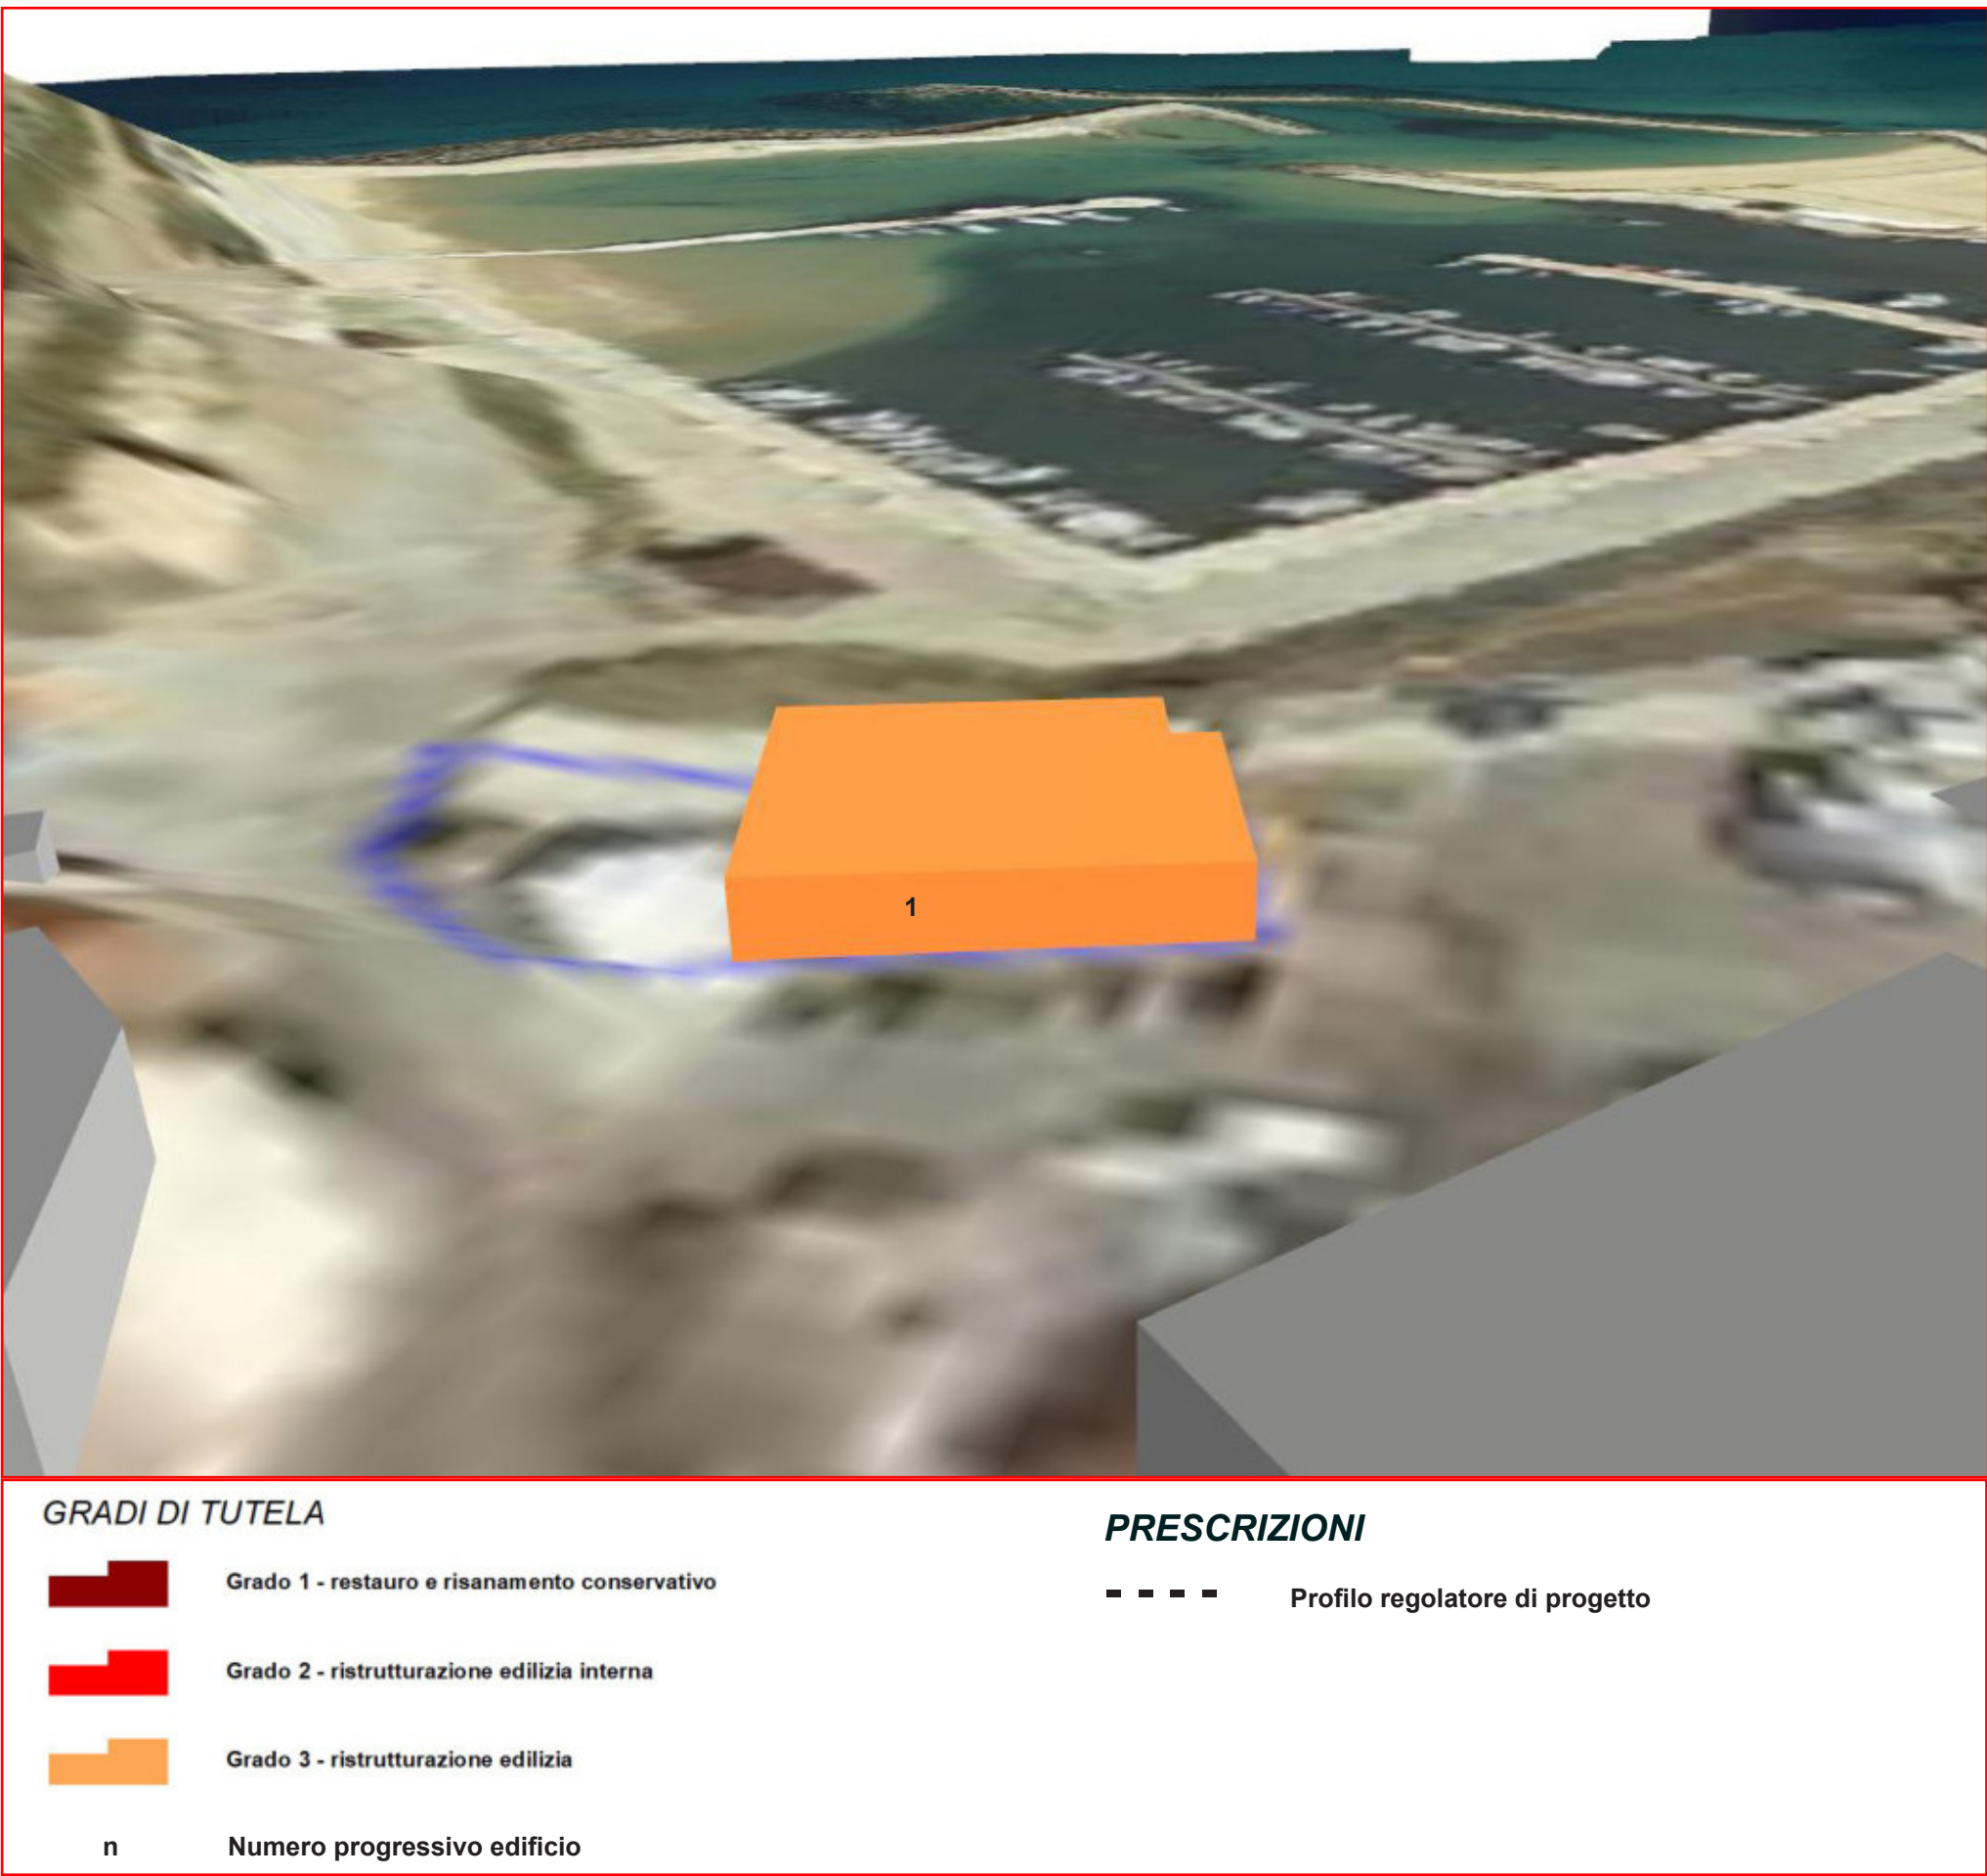 1
GRADI DI TUTELA
Grado 1 - restauro e risanamento conservativo
Grado 2 - ristrutturazione edilizia interna
Grado 3 - ristrutturazione edilizia
n Numero progressivo edificio
PRESCRIZIONI
Profilo regolatore di progetto